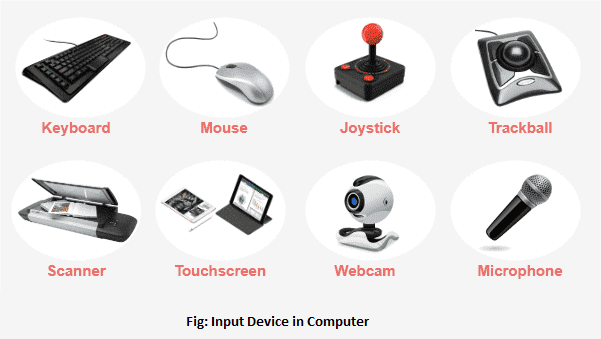 Keyboard
Mouse
Joystick
Trackball
Scanner
Touchscreen
Webcam
Microphone
Fig: Input Device in Computer